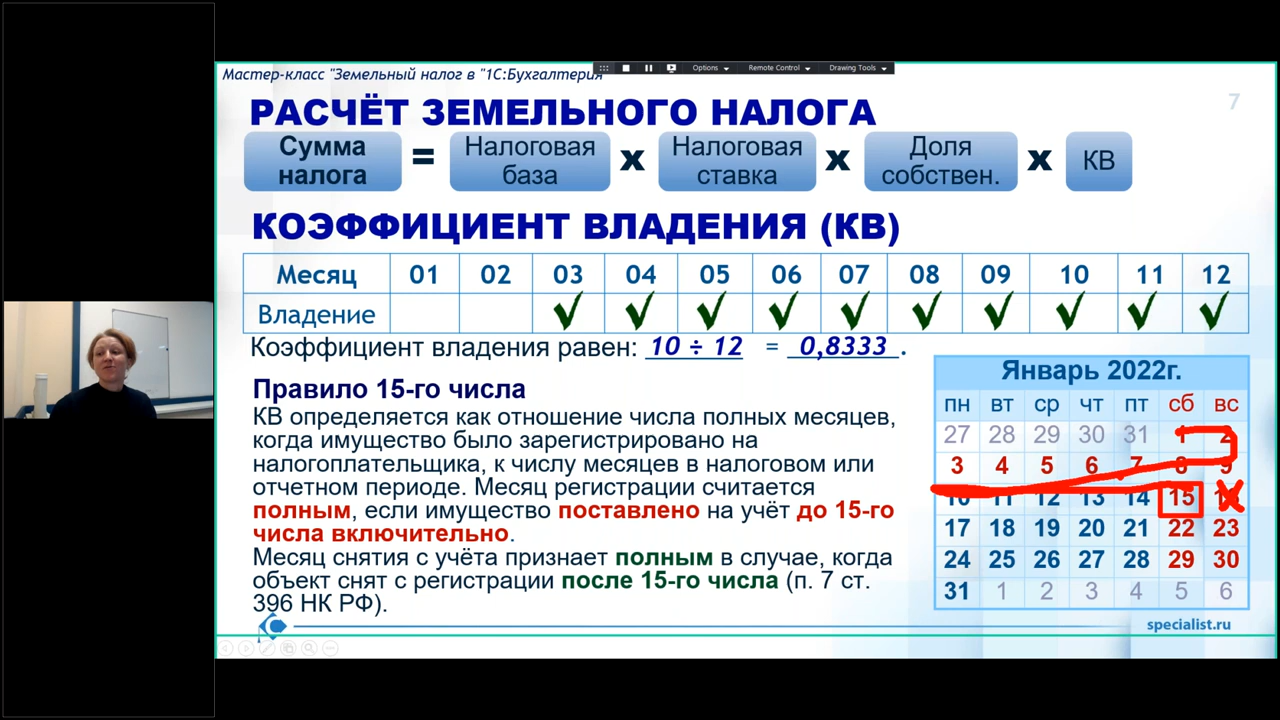 Мастер-класс "Земельный налог в "1С:Бухгалтерия
Options
Remote Control
Drawing Tools
7
РАСЧЁТ ЗЕМЕЛЬНОГО НАЛОГА
Сумма налога = Налоговая база x Налоговая ставка x Доля собствен. x КВ
КОЭФФИЦИЕНТ ВЛАДЕНИЯ (КВ)
Месяц 01 02 03 04 05 06 07 08 09 10 11 12
Владение
Коэффициент владения равен: 10 ÷ 12 = 0,8333 .
Правило 15-го числа
КВ определяется как отношение числа полных месяцев,
когда имущество было зарегистрировано на
налогоплательщика, к числу месяцев в налоговом или
отчетном периоде. Месяц регистрации считается
полным, если имущество поставлено на учёт до 15-го
числа включительно.
Месяц снятия с учёта признает полным в случае, когда
объект снят с регистрации после 15-го числа (п. 7 ст.
396 НК РФ).
Январь 2022г.
пн вт ср чт пт сб вс
27 28 29 30 31 1 2
3 4 5 6 7 8 9
10 11 12 13 14 15
17 18 19 20 21 22 23
24 25 26 27 28 29 30
31 1 2 3 4 5 6
specialist.ru